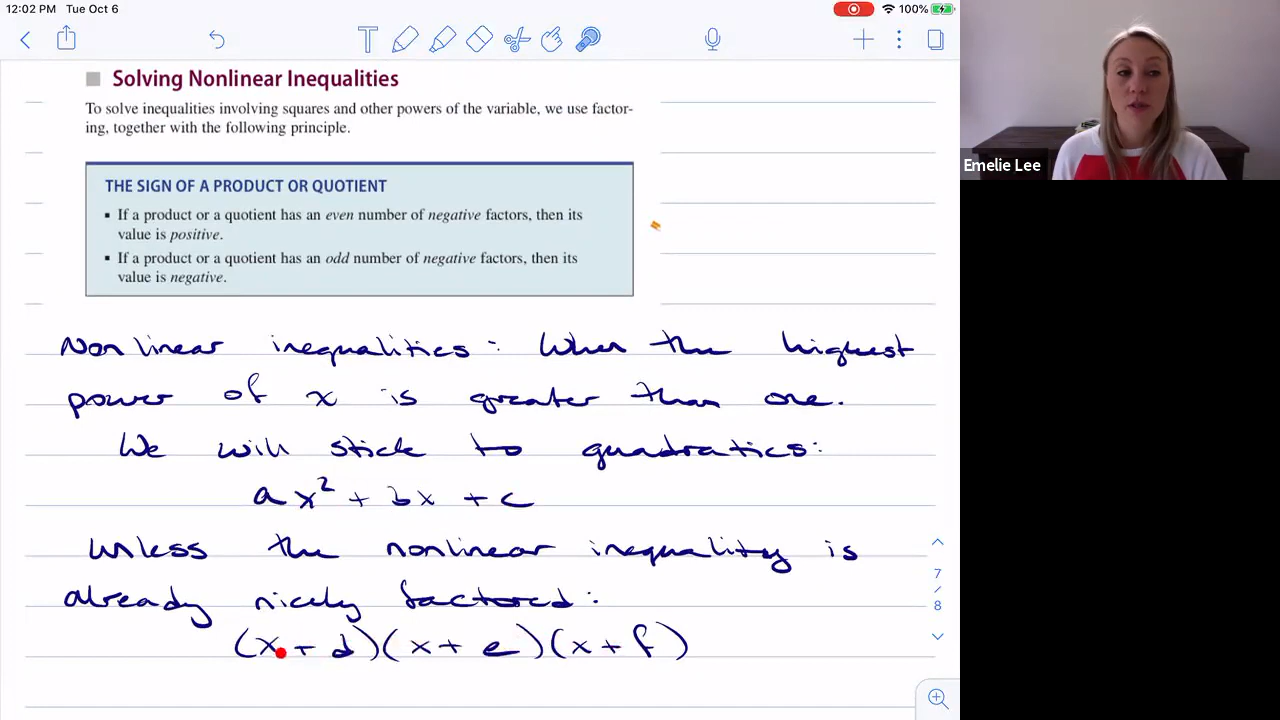 12:02 PM Tue Oct 6
100%
Solving Nonlinear Inequalities
To solve inequalities involving squares and other powers of the variable, we use factor-
ing, together with the following principle.
THE SIGN OF A PRODUCT OR QUOTIENT
▪ If a product or a quotient has an even number of negative factors, then its
value is positive.
▪ If a product or a quotient has an odd number of negative factors, then its
value is negative.
Nonlinear inequalities: When the highest
power of x is greater than one.
We will stick to quadratics:
ax² + bx + c
Unless the nonlinear inequality is
already nicely factored:
(x + d)(x + e)(x + f)
7
/
8
Emelie Lee